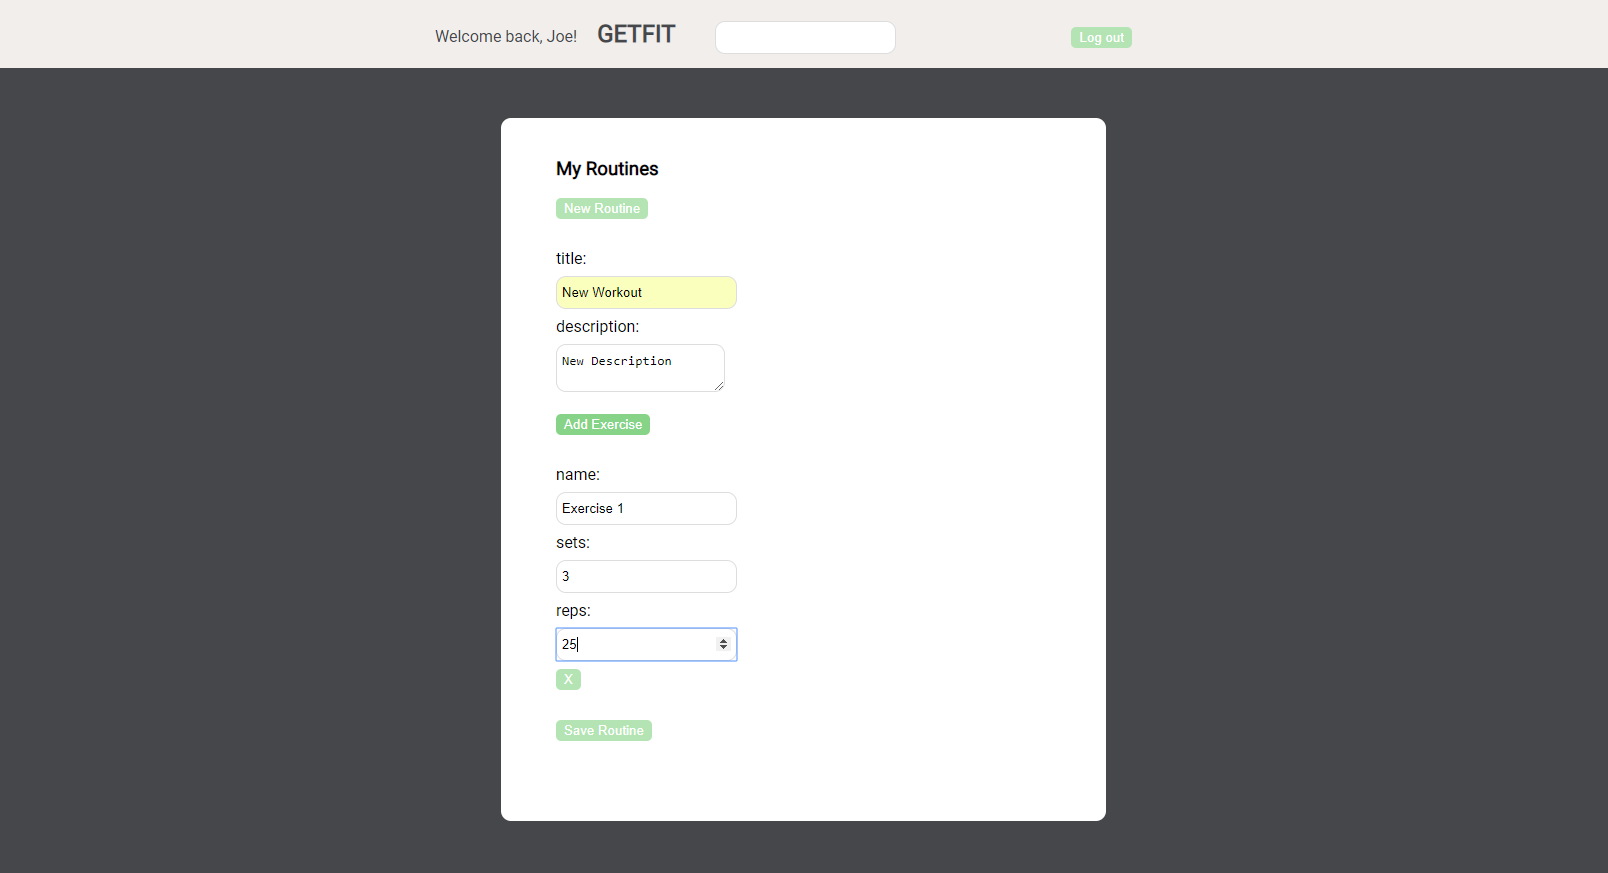 Welcome back, Joe! GETFIT Log out
My Routines
New Routine
title:
New Workout
description:
New Description
Add Exercise
name:
Exercise 1
sets:
3
reps:
25
X
Save Routine